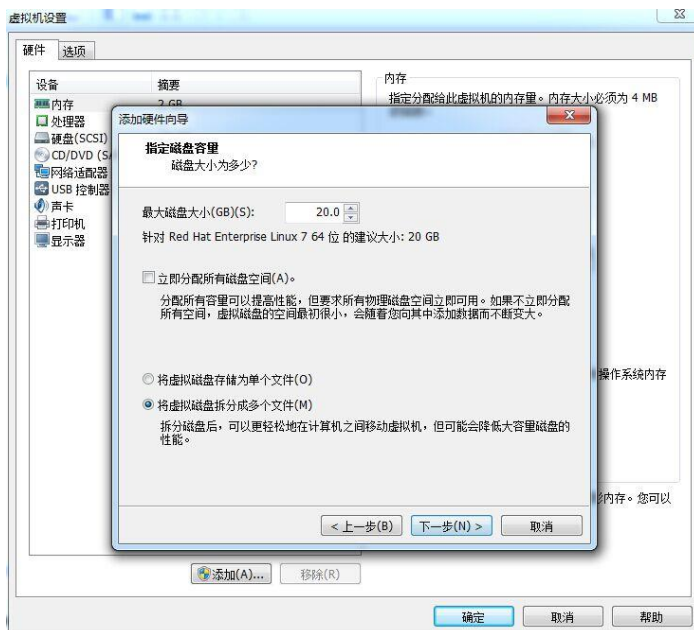 虚拟机设置
硬件 选项
设备 摘要
内存 2 GB
处理器
硬盘(SCSI)
CD/DVD (SA
网络适配器
USB 控制器
声卡
打印机
显示器
内存
指定分配给此虚拟机的内存量。内存大小必须为 4 MB
添加硬件向导
指定磁盘容量
磁盘大小为多少?
最大磁盘大小(GB)(S): 20.0
针对 Red Hat Enterprise Linux 7 64 位 的建议大小: 20 GB
立即分配所有磁盘空间(A)。
分配所有容量可以提高性能，但要求所有物理磁盘空间立即可用。如果不立即分配
所有空间，虚拟磁盘的空间最初很小，会随着您向其中添加数据而不断变大。
将虚拟磁盘存储为单个文件(O)
将虚拟磁盘拆分成多个文件(M)
拆分磁盘后，可以更轻松地在计算机之间移动虚拟机，但可能会降低大容量磁盘的
性能。
操作系统内存
内存。您可以
< 上一步(B) 下一步(N) > 取消
添加(A)... 移除(R)
确定 取消 帮助